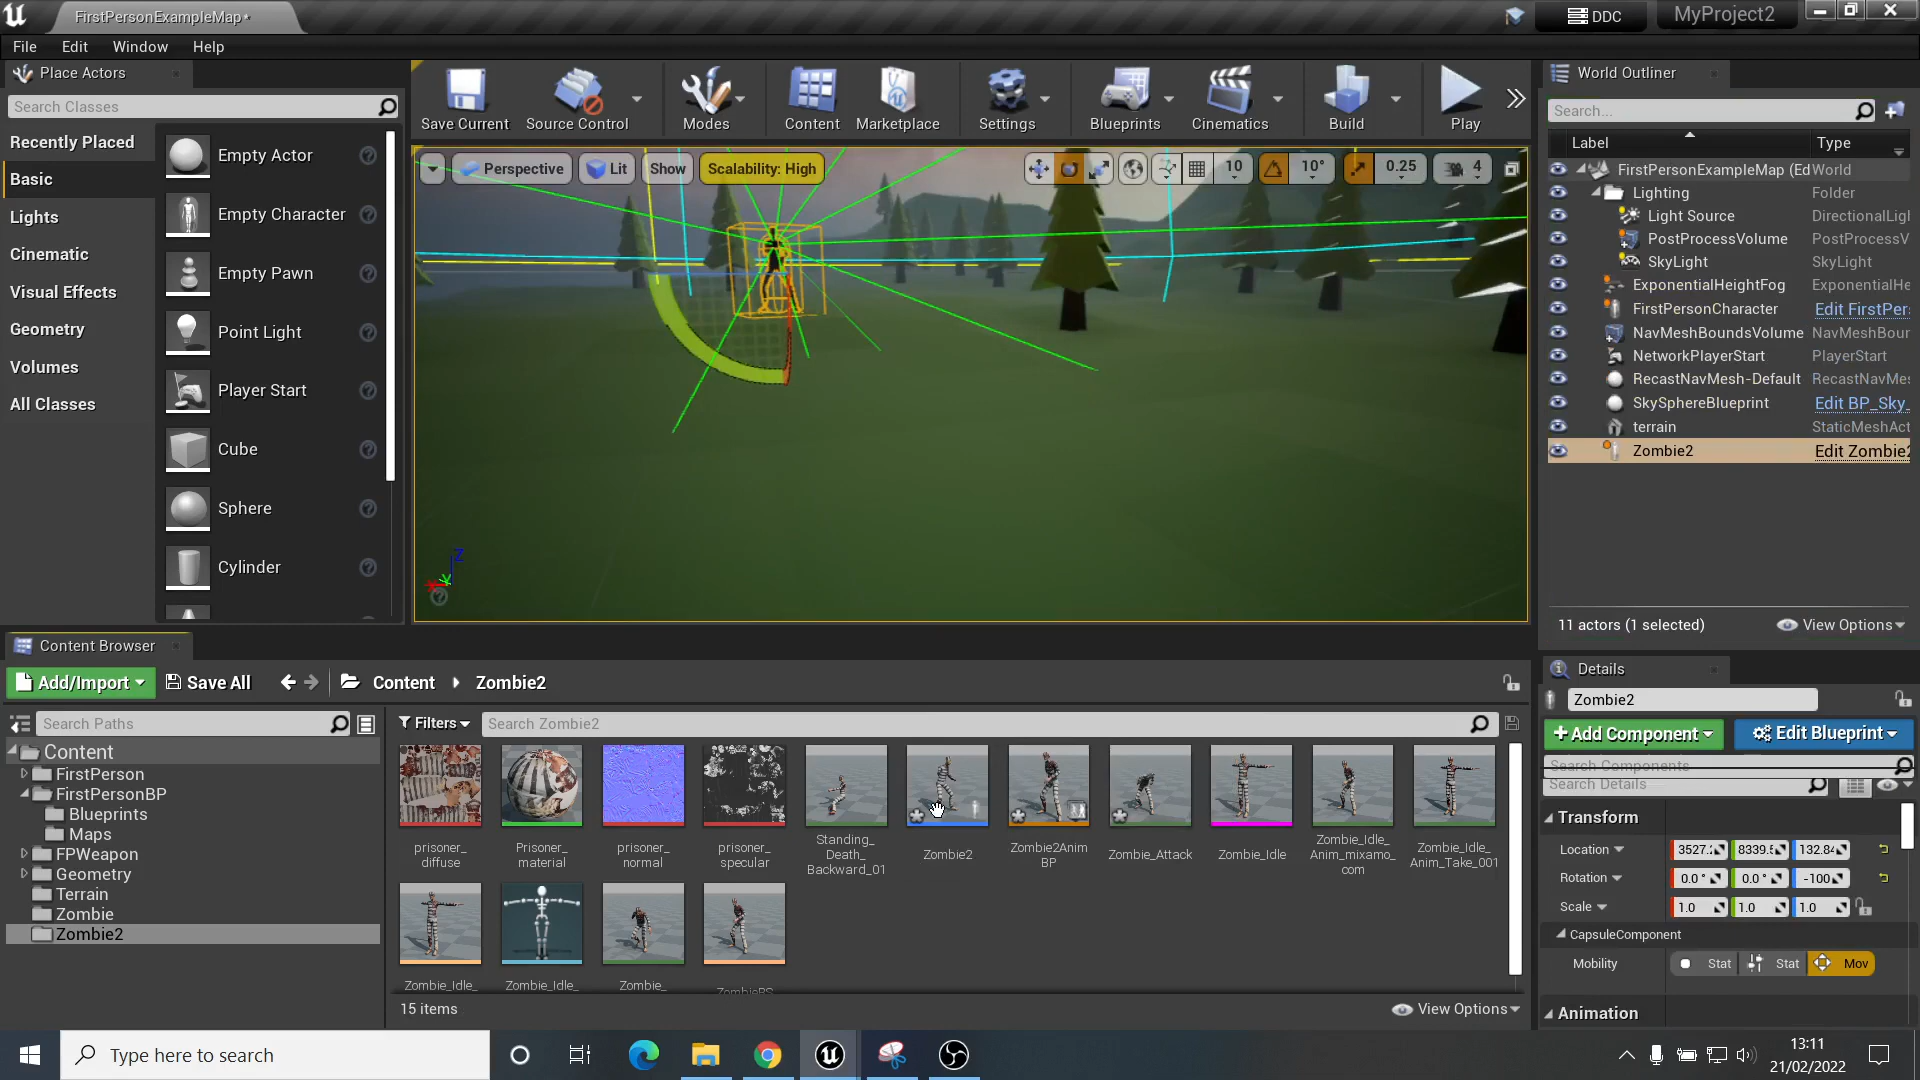 FirstPersonExampleMap*
DDC
MyProject2
File
Edit
Window
Help
Place Actors
Search Classes
Recently Placed
Basic
Lights
Cinematic
Visual Effects
Geometry
Volumes
All Classes
Empty Actor
Empty Character
Empty Pawn
Point Light
Player Start
Cube
Sphere
Cylinder
Save Current
Source Control
Modes
Content
Marketplace
Settings
Blueprints
Cinematics
Build
Play
Perspective
Lit
Show
Scalability: High
10
10°
0.25
4
Z
X
Y
World Outliner
Search...
Label
Type
FirstPersonExampleMap (Ed World
Lighting Folder
Light Source DirectionalLigh
PostProcessVolume PostProcessV
SkyLight SkyLight
ExponentialHeightFog ExponentialHe
FirstPersonCharacter Edit FirstPer
NavMeshBoundsVolume NavMeshBoun
NetworkPlayerStart PlayerStart
RecastNavMesh-Default RecastNavMes
SkySphereBlueprint Edit BP_Sky_
terrain StaticMeshAct
Zombie2 Edit Zombie2
11 actors (1 selected)
View Options
Content Browser
Add/Import
Save All
Content
Zombie2
Search Paths
Filters
Search Zombie2
Content
FirstPerson
FirstPersonBP
Blueprints
Maps
FPWeapon
Geometry
Terrain
Zombie
Zombie2
prisoner_
diffuse
Prisoner_
material
prisoner_
normal
prisoner_
specular
Standing_
Death_
Backward_01
Zombie2
Zombie2Anim
BP
Zombie_Attack
Zombie_Idle
Zombie_Idle_
Anim_mixamo_
com
Zombie_Idle_
Anim_Take_001
Zombie_Idle_
Zombie_Idle_
Zombie_
ZombieBS
15 items
View Options
Details
Zombie2
Add Component
Edit Blueprint
Search Components
Search Details
Transform
Location
3527.
8339.5
132.84
Rotation
0.0 °
0.0 °
-100
Scale
1.0
1.0
1.0
CapsuleComponent
Mobility
Stat
Stat
Mov
Animation
Type here to search
13:11
21/02/2022